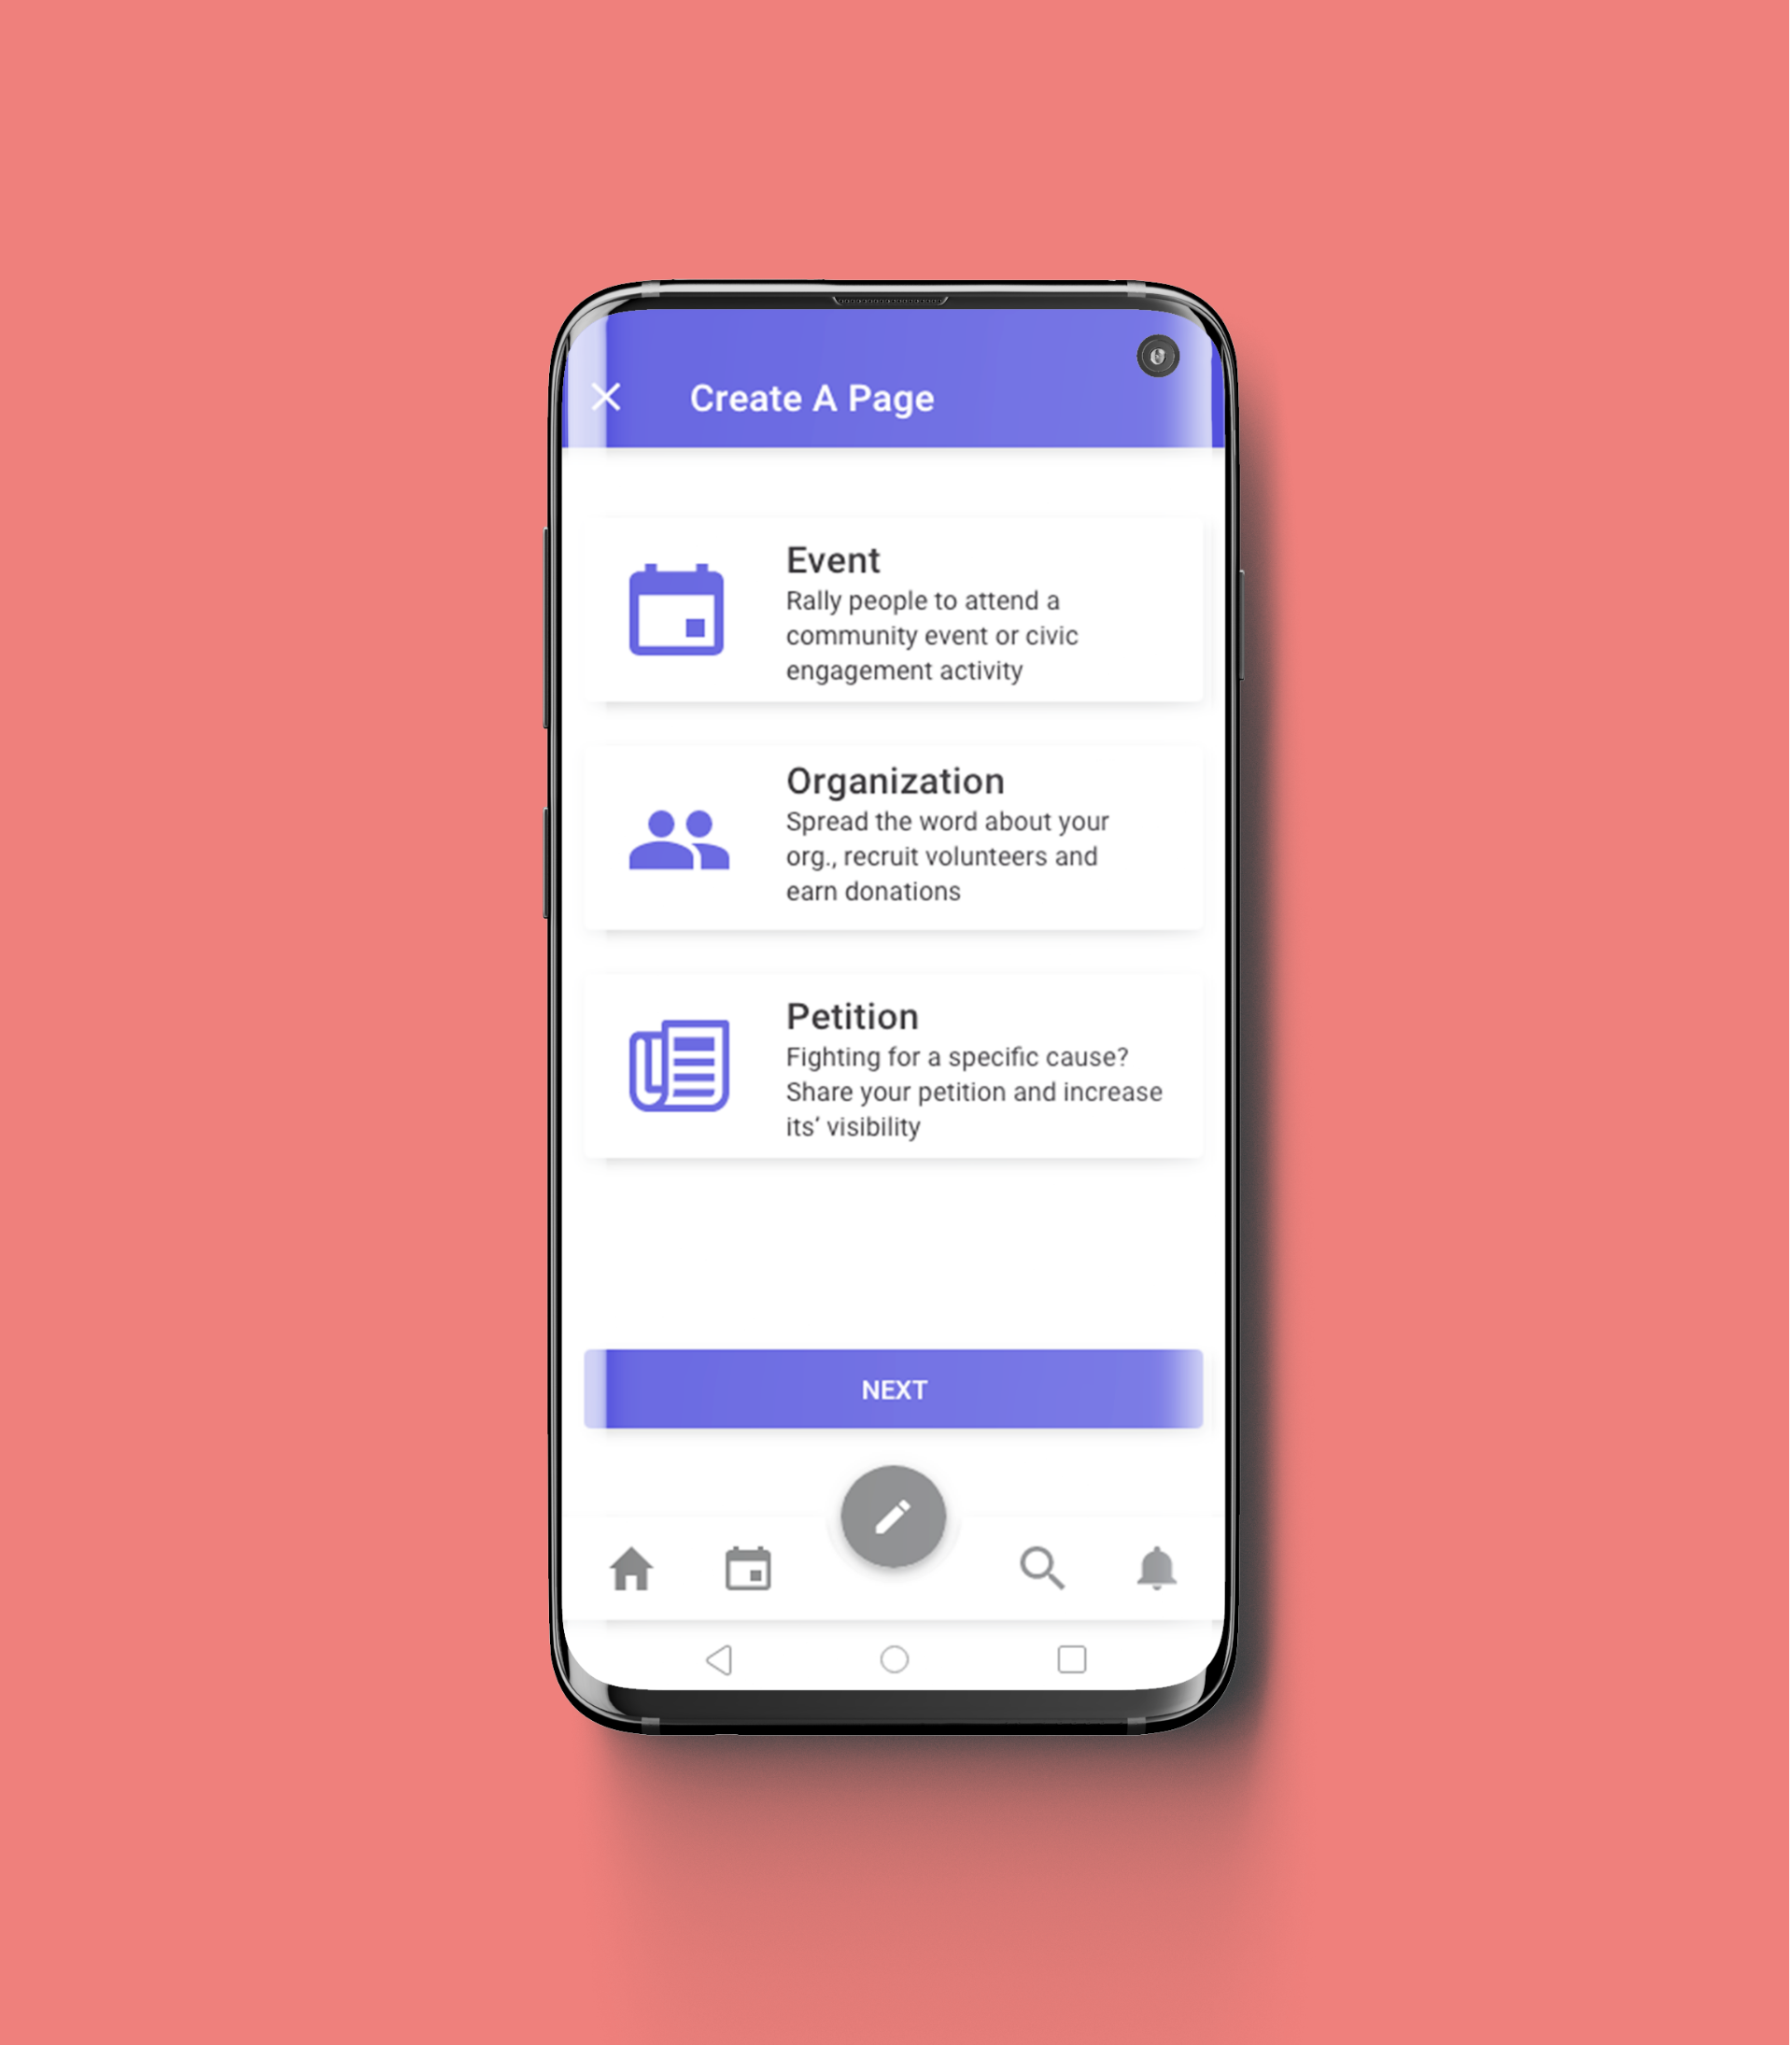 Create A Page
Event
Rally people to attend a
community event or civic
engagement activity
Organization
Spread the word about your
org., recruit volunteers and
earn donations
Petition
Fighting for a specific cause?
Share your petition and increase
its‘ visibility
NEXT